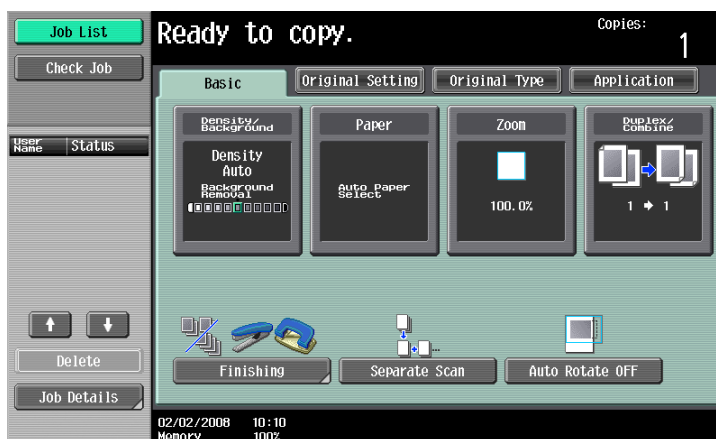 Job List
Ready to copy.
Copies:
1
Check Job
Basic
Original Setting
Original Type
Application
Density/
Background
Paper
Zoom
Duplex/
Combine
User
Name
Status
Density
Auto
Background
Removal
Auto Paper
Select
100.0%
1 → 1
Delete
Finishing
Separate Scan
Auto Rotate OFF
Job Details
02/02/2008 10:10
Memory 100%